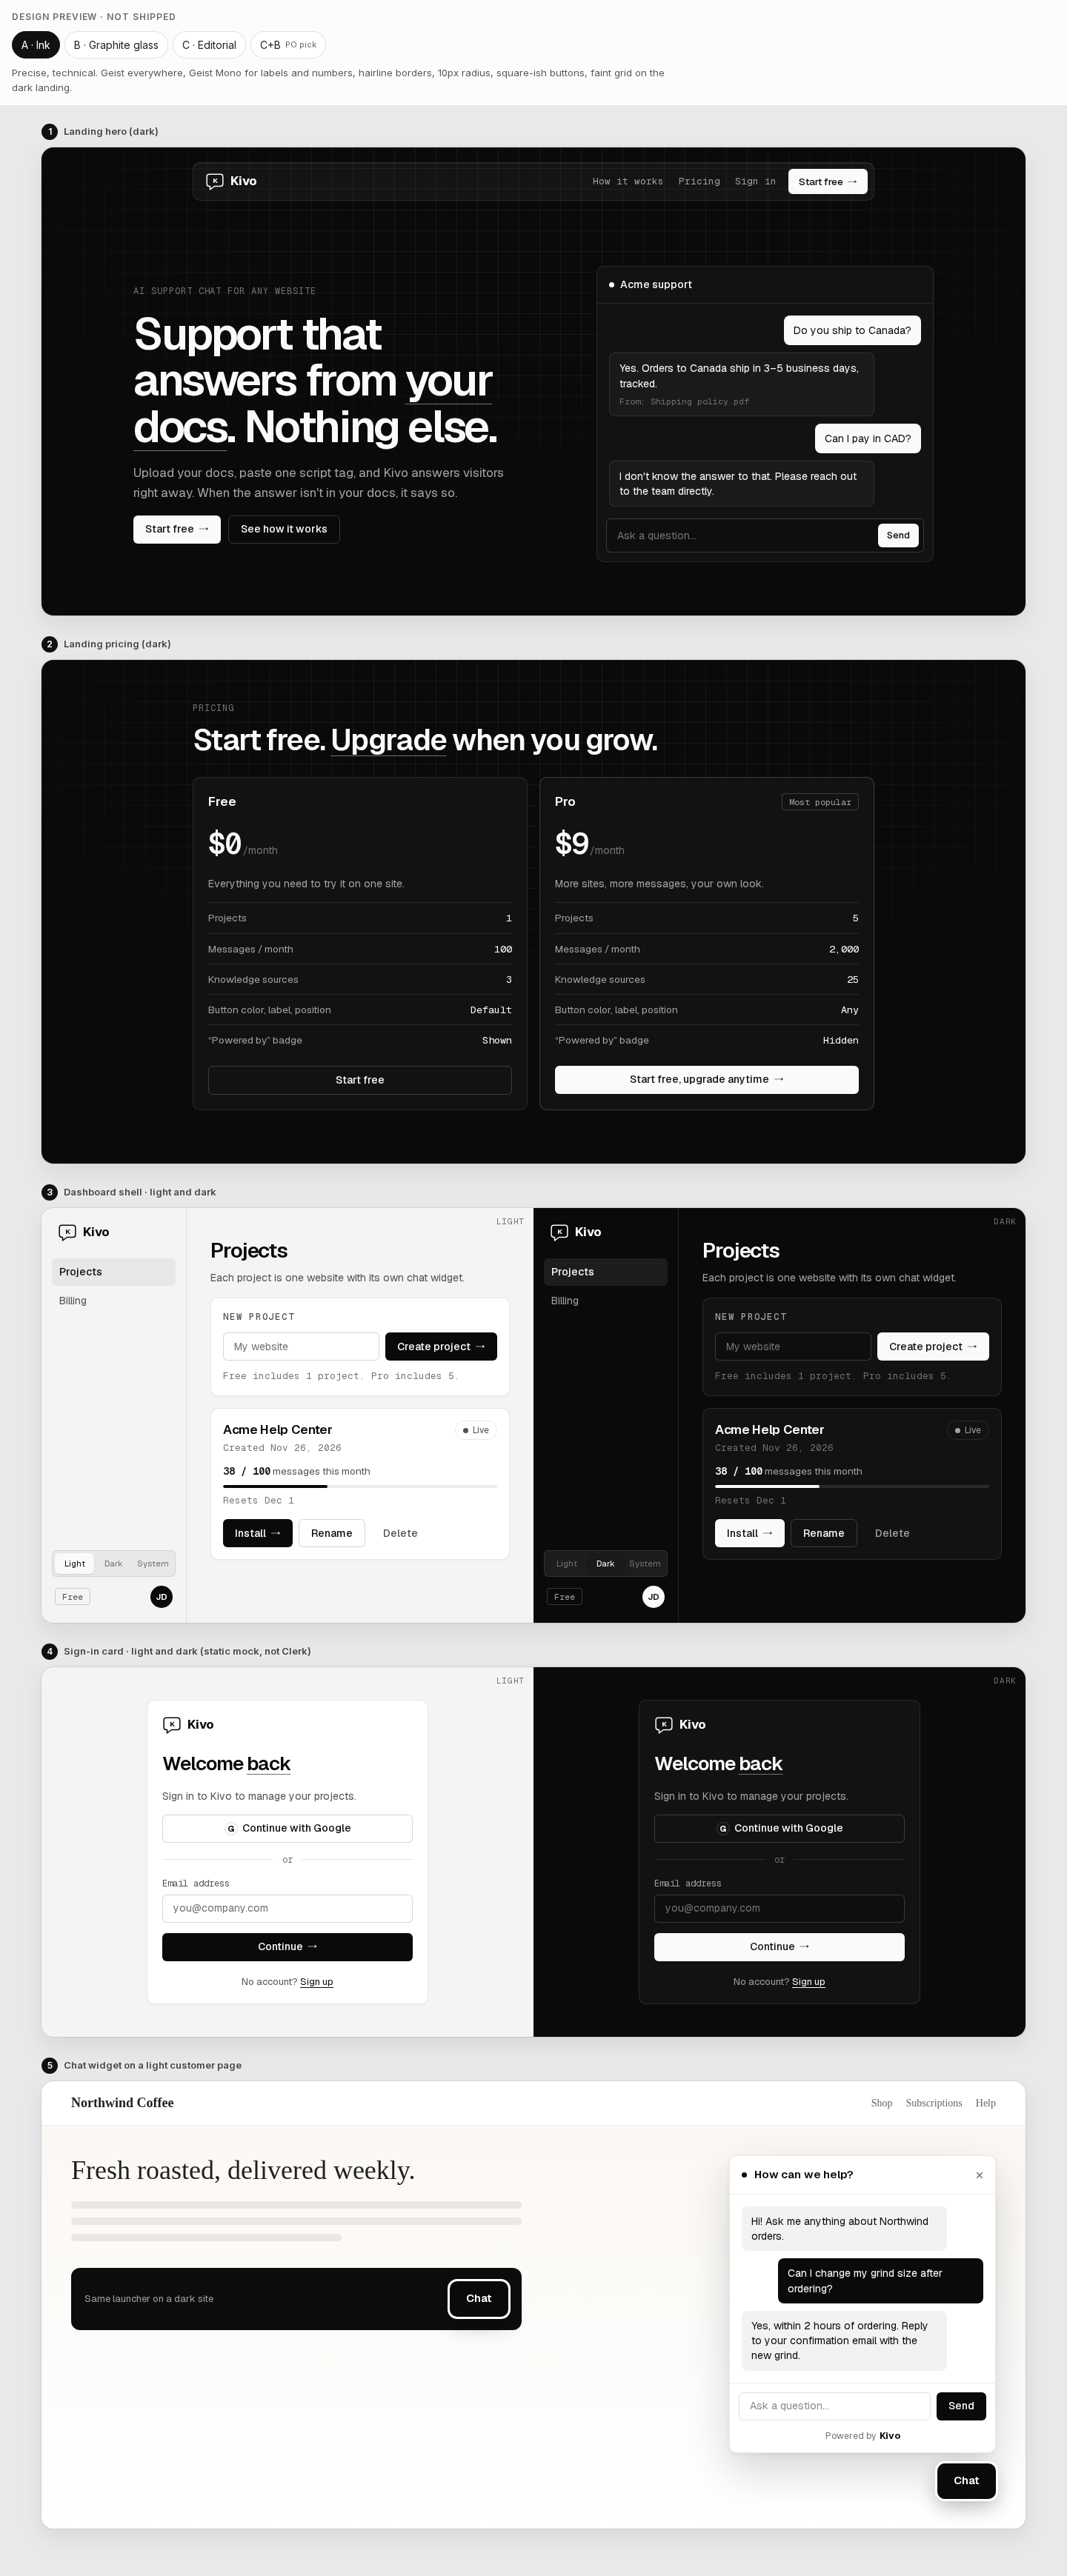 DESIGN PREVIEW · NOT SHIPPED
A · Ink
B · Graphite glass
C · Editorial
C+B PO pick
Precise, technical. Geist everywhere, Geist Mono for labels and numbers, hairline borders, 10px radius, square-ish buttons, faint grid on the
dark landing.
1 Landing hero (dark)
K Kivo
How it works
Pricing
Sign in
Start free →
AI SUPPORT CHAT FOR ANY WEBSITE
Support that
answers from your
docs. Nothing else.
Upload your docs, paste one script tag, and Kivo answers visitors
right away. When the answer isn't in your docs, it says so.
Start free →
See how it works
Acme support
Do you ship to Canada?
Yes. Orders to Canada ship in 3–5 business days,
tracked.
From: Shipping policy.pdf
Can I pay in CAD?
I don't know the answer to that. Please reach out
to the team directly.
Ask a question…
Send
2 Landing pricing (dark)
PRICING
Start free. Upgrade when you grow.
Free
$0/month
Everything you need to try it on one site.
Projects 1
Messages / month 100
Knowledge sources 3
Button color, label, position Default
“Powered by” badge Shown
Start free
Pro
Most popular
$9/month
More sites, more messages, your own look.
Projects 5
Messages / month 2,000
Knowledge sources 25
Button color, label, position Any
“Powered by” badge Hidden
Start free, upgrade anytime →
3 Dashboard shell · light and dark
LIGHT
K Kivo
Projects
Billing
Light
Dark
System
Free
JD
Projects
Each project is one website with its own chat widget.
NEW PROJECT
My website
Create project →
Free includes 1 project. Pro includes 5.
Acme Help Center
Live
Created Nov 26, 2026
38 / 100 messages this month
Resets Dec 1
Install →
Rename
Delete
DARK
K Kivo
Projects
Billing
Light
Dark
System
Free
JD
Projects
Each project is one website with its own chat widget.
NEW PROJECT
My website
Create project →
Free includes 1 project. Pro includes 5.
Acme Help Center
Live
Created Nov 26, 2026
38 / 100 messages this month
Resets Dec 1
Install →
Rename
Delete
4 Sign-in card · light and dark (static mock, not Clerk)
LIGHT
K Kivo
Welcome back
Sign in to Kivo to manage your projects.
G Continue with Google
or
Email address
you@company.com
Continue →
No account? Sign up
DARK
K Kivo
Welcome back
Sign in to Kivo to manage your projects.
G Continue with Google
or
Email address
you@company.com
Continue →
No account? Sign up
5 Chat widget on a light customer page
Northwind Coffee
Shop
Subscriptions
Help
Fresh roasted, delivered weekly.
Same launcher on a dark site
Chat
How can we help?
×
Hi! Ask me anything about Northwind
orders.
Can I change my grind size after
ordering?
Yes, within 2 hours of ordering. Reply
to your confirmation email with the
new grind.
Ask a question…
Send
Powered by Kivo
Chat